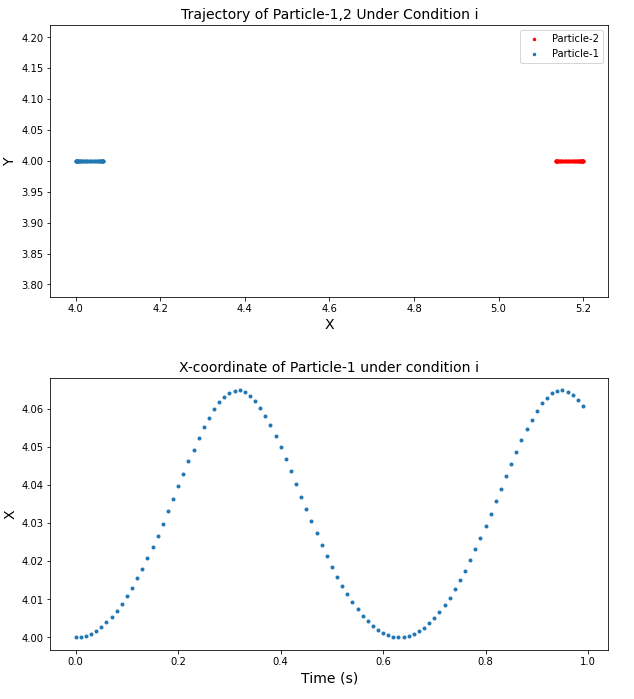 Trajectory of Particle-1,2 Under Condition i
4.20
4.15
4.10
4.05
4.00
3.95
3.90
3.85
3.80
Y
Particle-2
Particle-1
4.0 4.2 4.4 4.6 4.8 5.0 5.2
X
X-coordinate of Particle-1 under condition i
4.06
4.05
4.04
4.03
4.02
4.01
4.00
X
0.0 0.2 0.4 0.6 0.8 1.0
Time (s)